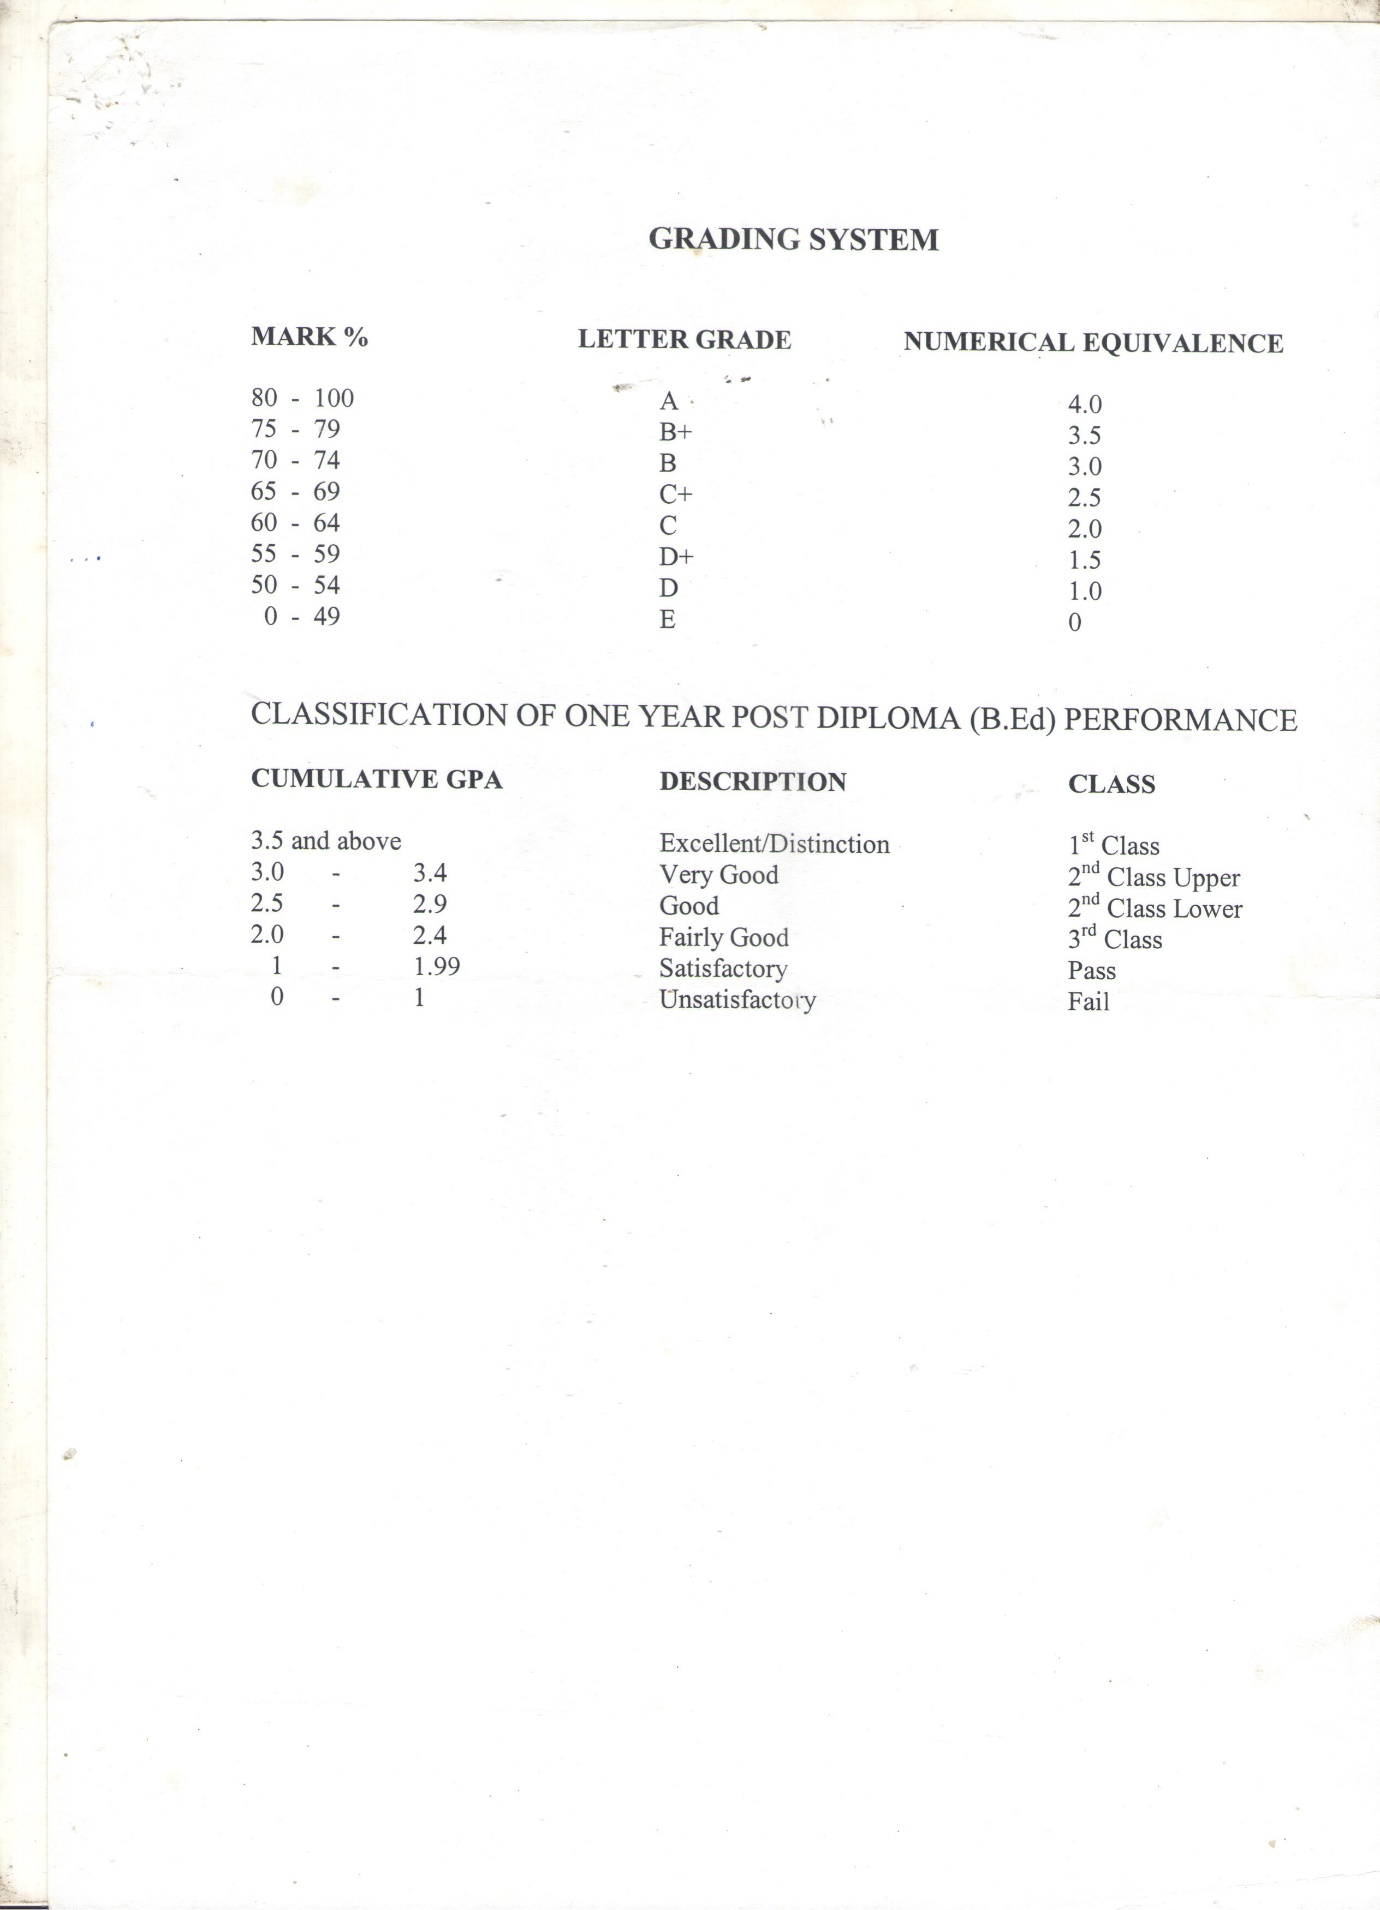 GRADING SYSTEM
MARK % LETTER GRADE NUMERICAL EQUIVALENCE
80 - 100 A 4.0
75 - 79 B+ 3.5
70 - 74 B 3.0
65 - 69 C+ 2.5
60 - 64 C 2.0
55 - 59 D+ 1.5
50 - 54 D 1.0
0 - 49 E 0
CLASSIFICATION OF ONE YEAR POST DIPLOMA (B.Ed) PERFORMANCE
CUMULATIVE GPA DESCRIPTION CLASS
3.5 and above Excellent/Distinction 1st Class
3.0 - 3.4 Very Good 2nd Class Upper
2.5 - 2.9 Good 2nd Class Lower
2.0 - 2.4 Fairly Good 3rd Class
1 - 1.99 Satisfactory Pass
0 - 1 Unsatisfactory Fail